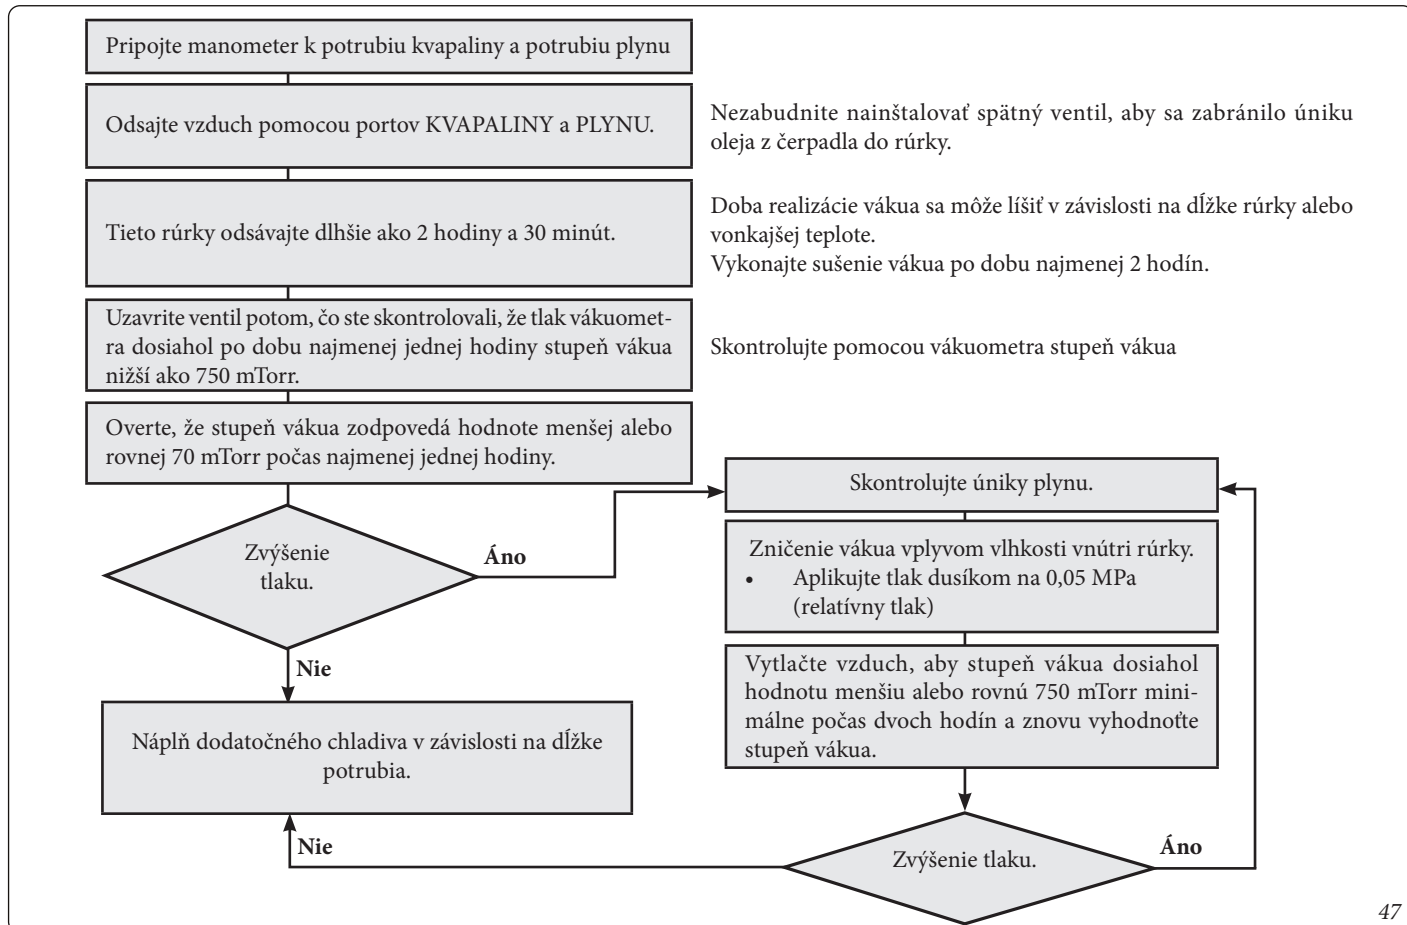 Pripojte manometer k potrubiu kvapaliny a potrubiu plynu
Odsajte vzduch pomocou portov KVAPALINY a PLYNU.
Nezabudnite nainštalovať spätný ventil, aby sa zabránilo úniku
oleja z čerpadla do rúrky.
Tieto rúrky odsávajte dlhšie ako 2 hodiny a 30 minút.
Doba realizácie vákua sa môže líšiť v závislosti na dĺžke rúrky alebo
vonkajšej teplote.
Vykonajte sušenie vákua po dobu najmenej 2 hodín.
Uzavrite ventil potom, čo ste skontrolovali, že tlak vákuomet-
ra dosiahol po dobu najmenej jednej hodiny stupeň vákua
nižší ako 750 mTorr.
Skontrolujte pomocou vákuometra stupeň vákua
Overte, že stupeň vákua zodpovedá hodnote menšej alebo
rovnej 70 mTorr počas najmenej jednej hodiny.
Zvýšenie
tlaku.
Áno
Nie
Náplň dodatočného chladiva v závislosti na dĺžke
potrubia.
Skontrolujte úniky plynu.
Zničenie vákua vplyvom vlhkosti vnútri rúrky.
• Aplikujte tlak dusíkom na 0,05 MPa
(relatívny tlak)
Vytlačte vzduch, aby stupeň vákua dosiahol
hodnotu menšiu alebo rovnú 750 mTorr mini-
málne počas dvoch hodín a znovu vyhodnoťte
stupeň vákua.
Zvýšenie tlaku.
Nie
Áno
47